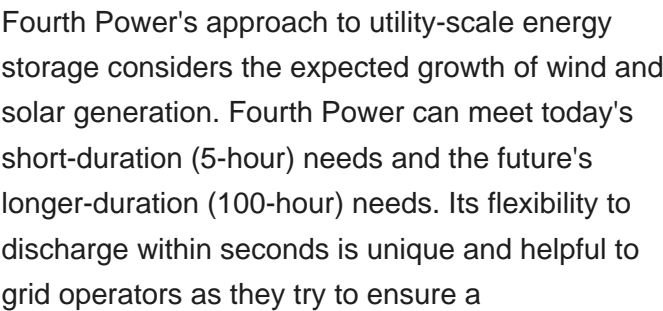 Fourth Power's approach to utility-scale energy
storage considers the expected growth of wind and
solar generation. Fourth Power can meet today's
short-duration (5-hour) needs and the future's
longer-duration (100-hour) needs. Its flexibility to
discharge within seconds is unique and helpful to
grid operators as they try to ensure a